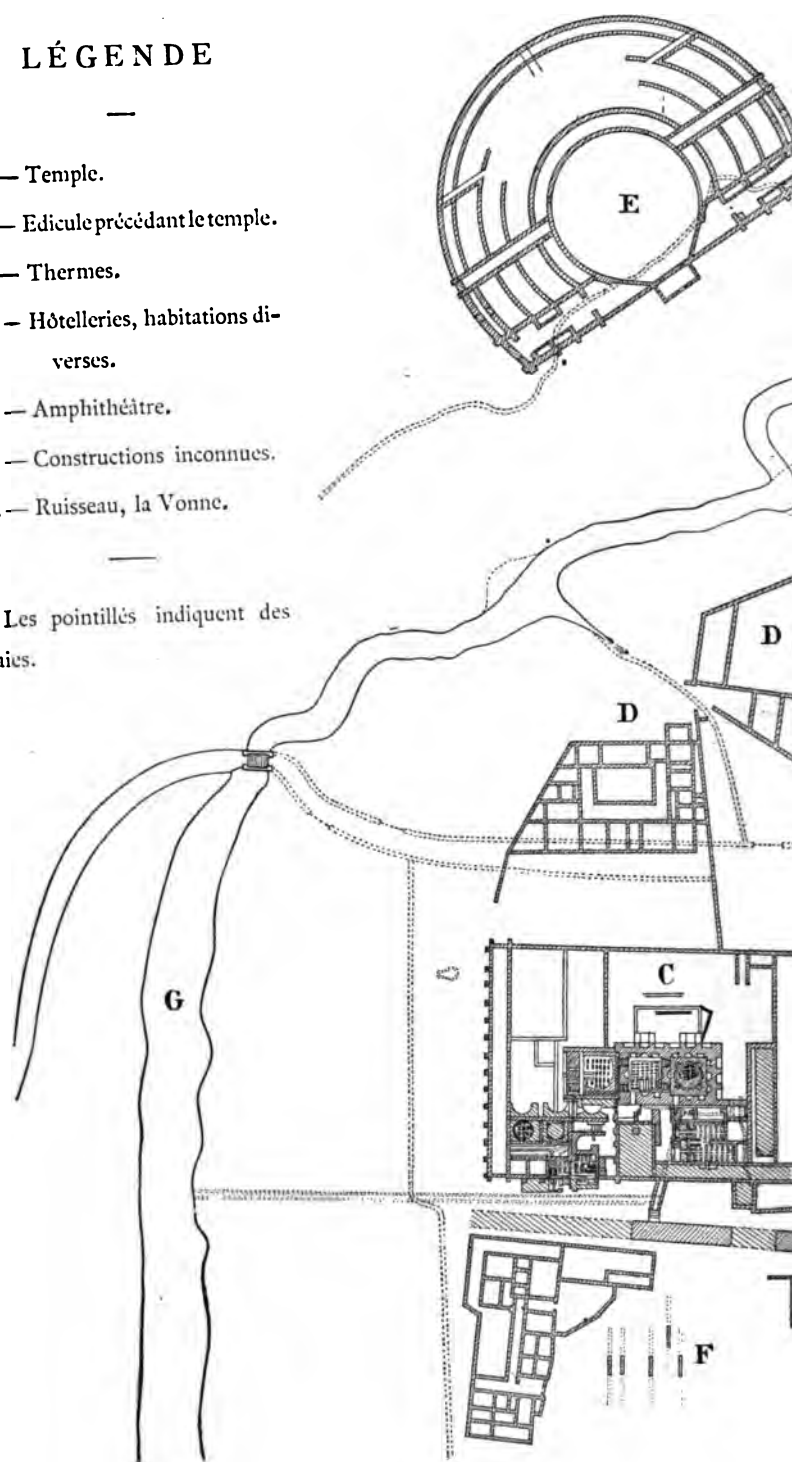 LÉGENDE
— Temple.
— Edicule précédant le temple.
— Thermes.
— Hôtelleries, habitations di-
verses.
— Amphithéâtre.
— Constructions inconnues.
— Ruisseau, la Vonne.
Les pointillés indiquent des
E
D
D
C
G
F